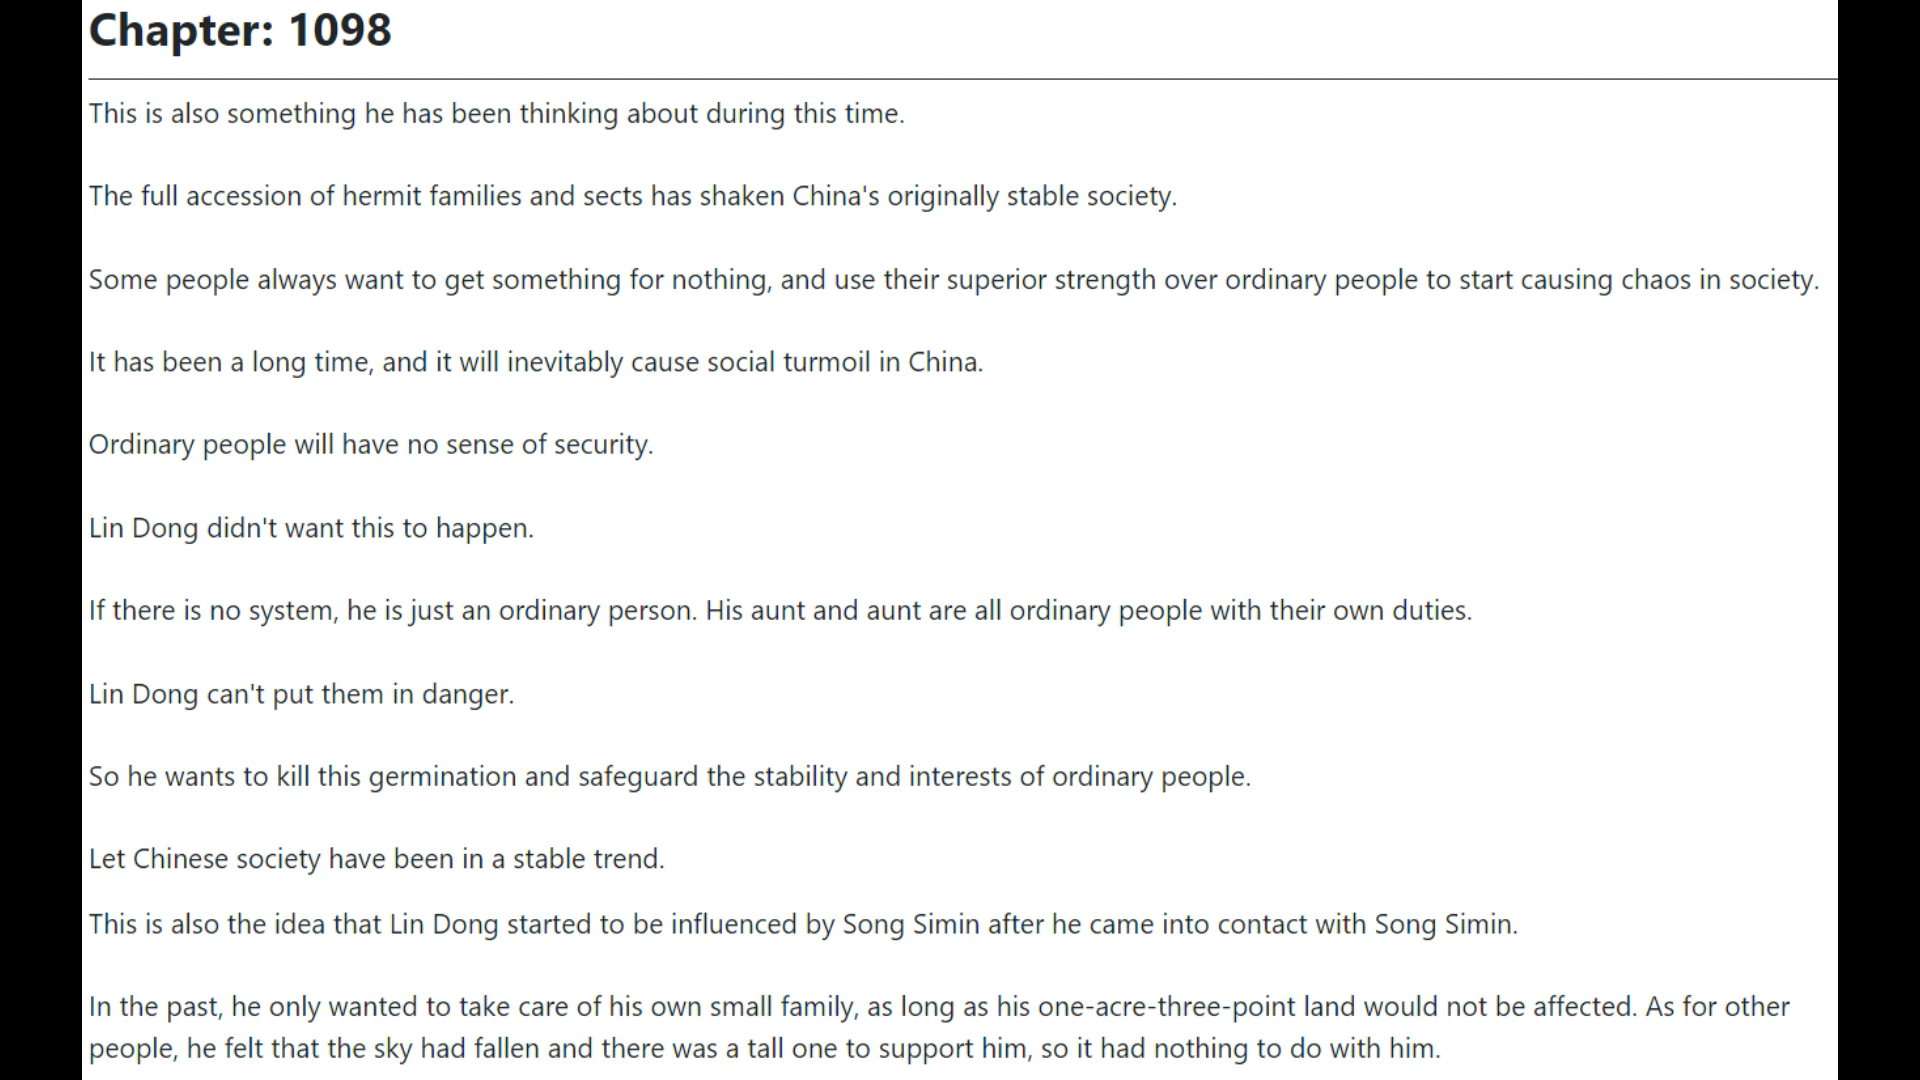 Chapter: 1098
This is also something he has been thinking about during this time.
The full accession of hermit families and sects has shaken China's originally stable society.
Some people always want to get something for nothing, and use their superior strength over ordinary people to start causing chaos in society.
It has been a long time, and it will inevitably cause social turmoil in China.
Ordinary people will have no sense of security.
Lin Dong didn't want this to happen.
If there is no system, he is just an ordinary person. His aunt and aunt are all ordinary people with their own duties.
Lin Dong can't put them in danger.
So he wants to kill this germination and safeguard the stability and interests of ordinary people.
Let Chinese society have been in a stable trend.
This is also the idea that Lin Dong started to be influenced by Song Simin after he came into contact with Song Simin.
In the past, he only wanted to take care of his own small family, as long as his one-acre-three-point land would not be affected. As for other
people, he felt that the sky had fallen and there was a tall one to support him, so it had nothing to do with him.